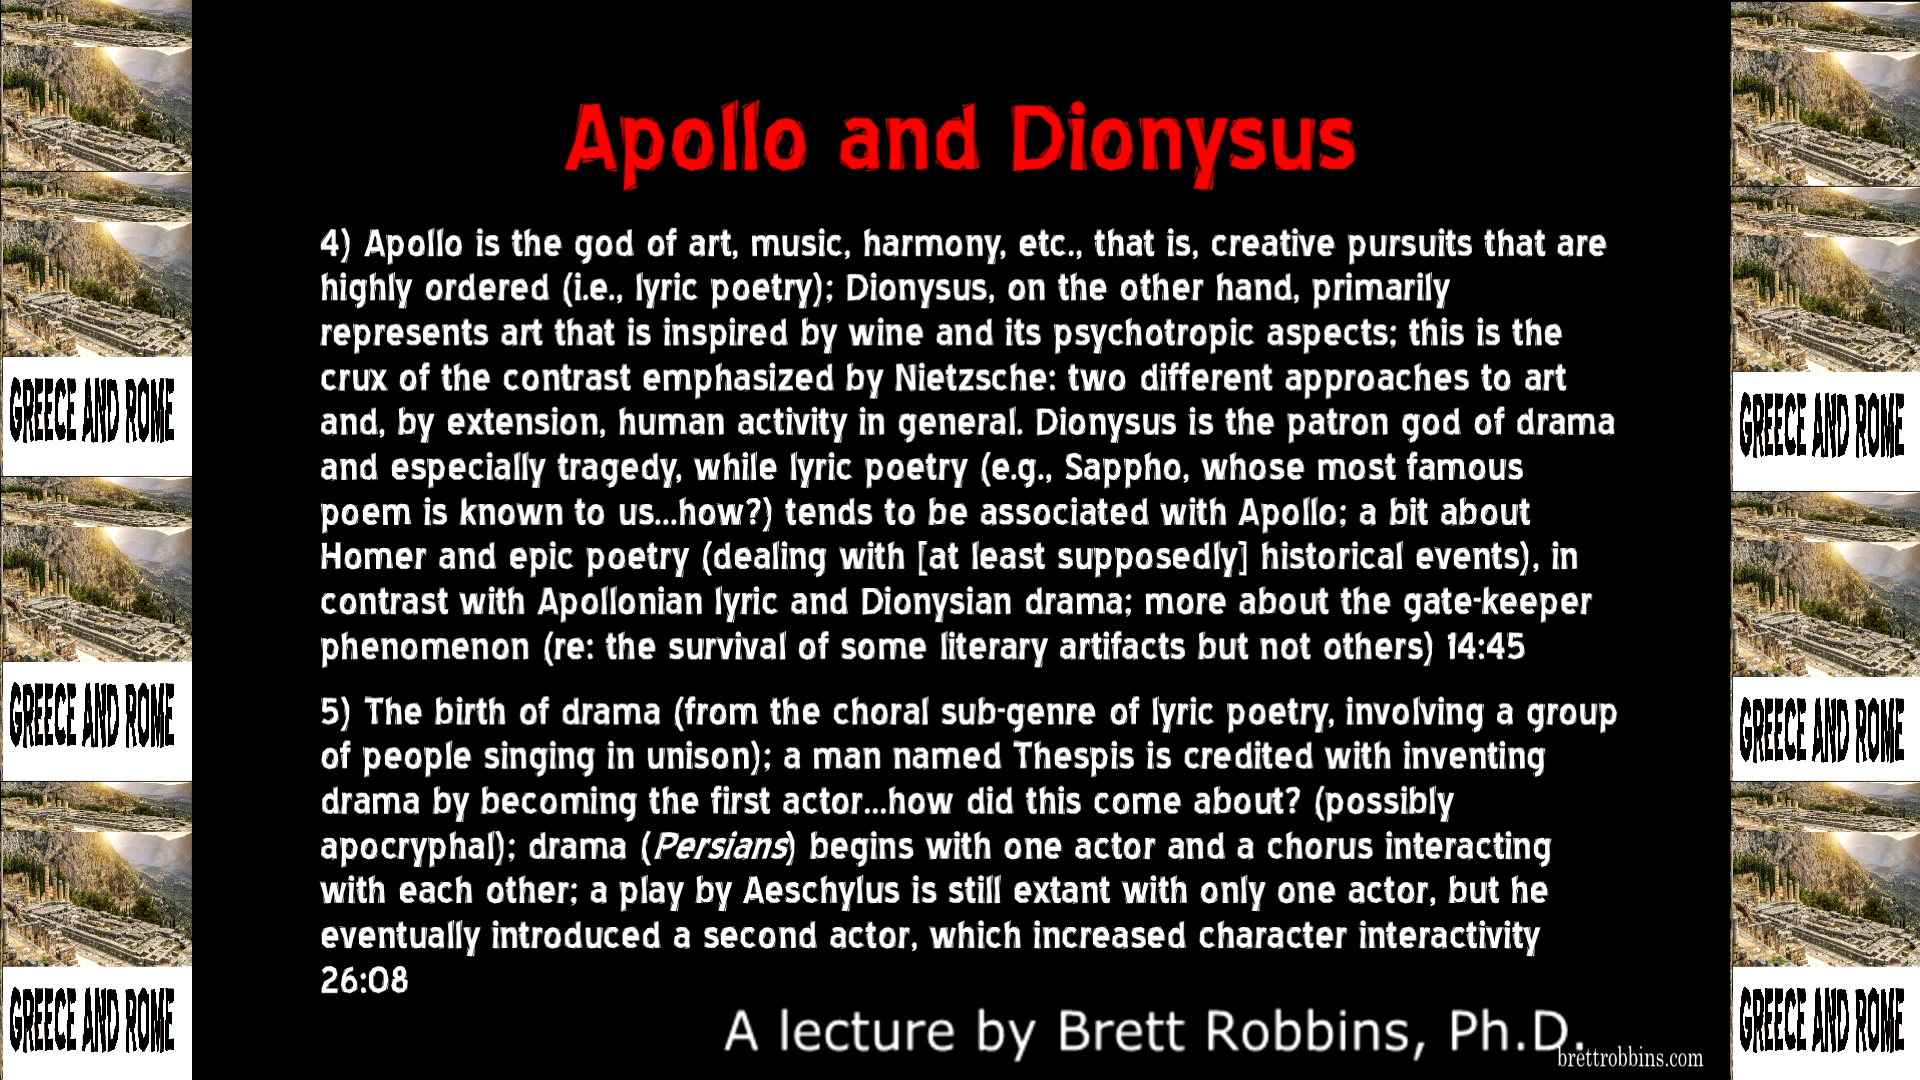 Apollo and Dionysus
4) Apollo is the god of art, music, harmony, etc., that is, creative pursuits that are
highly ordered (i.e., lyric poetry); Dionysus, on the other hand, primarily
represents art that is inspired by wine and its psychotropic aspects; this is the
crux of the contrast emphasized by Nietzsche: two different approaches to art
and, by extension, human activity in general. Dionysus is the patron god of drama
and especially tragedy, while lyric poetry (e.g., Sappho, whose most famous
poem is known to us...how?) tends to be associated with Apollo; a bit about
Homer and epic poetry (dealing with [at least supposedly] historical events), in
contrast with Apollonian lyric and Dionysian drama; more about the gate-keeper
phenomenon (re: the survival of some literary artifacts but not others) 14:45
5) The birth of drama (from the choral sub-genre of lyric poetry, involving a group
of people singing in unison); a man named Thespis is credited with inventing
drama by becoming the first actor...how did this come about? (possibly
apocryphal); drama (Persians) begins with one actor and a chorus interacting
with each other; a play by Aeschylus is still extant with only one actor, but he
eventually introduced a second actor, which increased character interactivity
26:08
A lecture by Brett Robbins, Ph.D.
brettrobbins.com
GREECE AND ROME
GREECE AND ROME
GREECE AND ROME
GREECE AND ROME
GREECE AND ROME
GREECE AND ROME